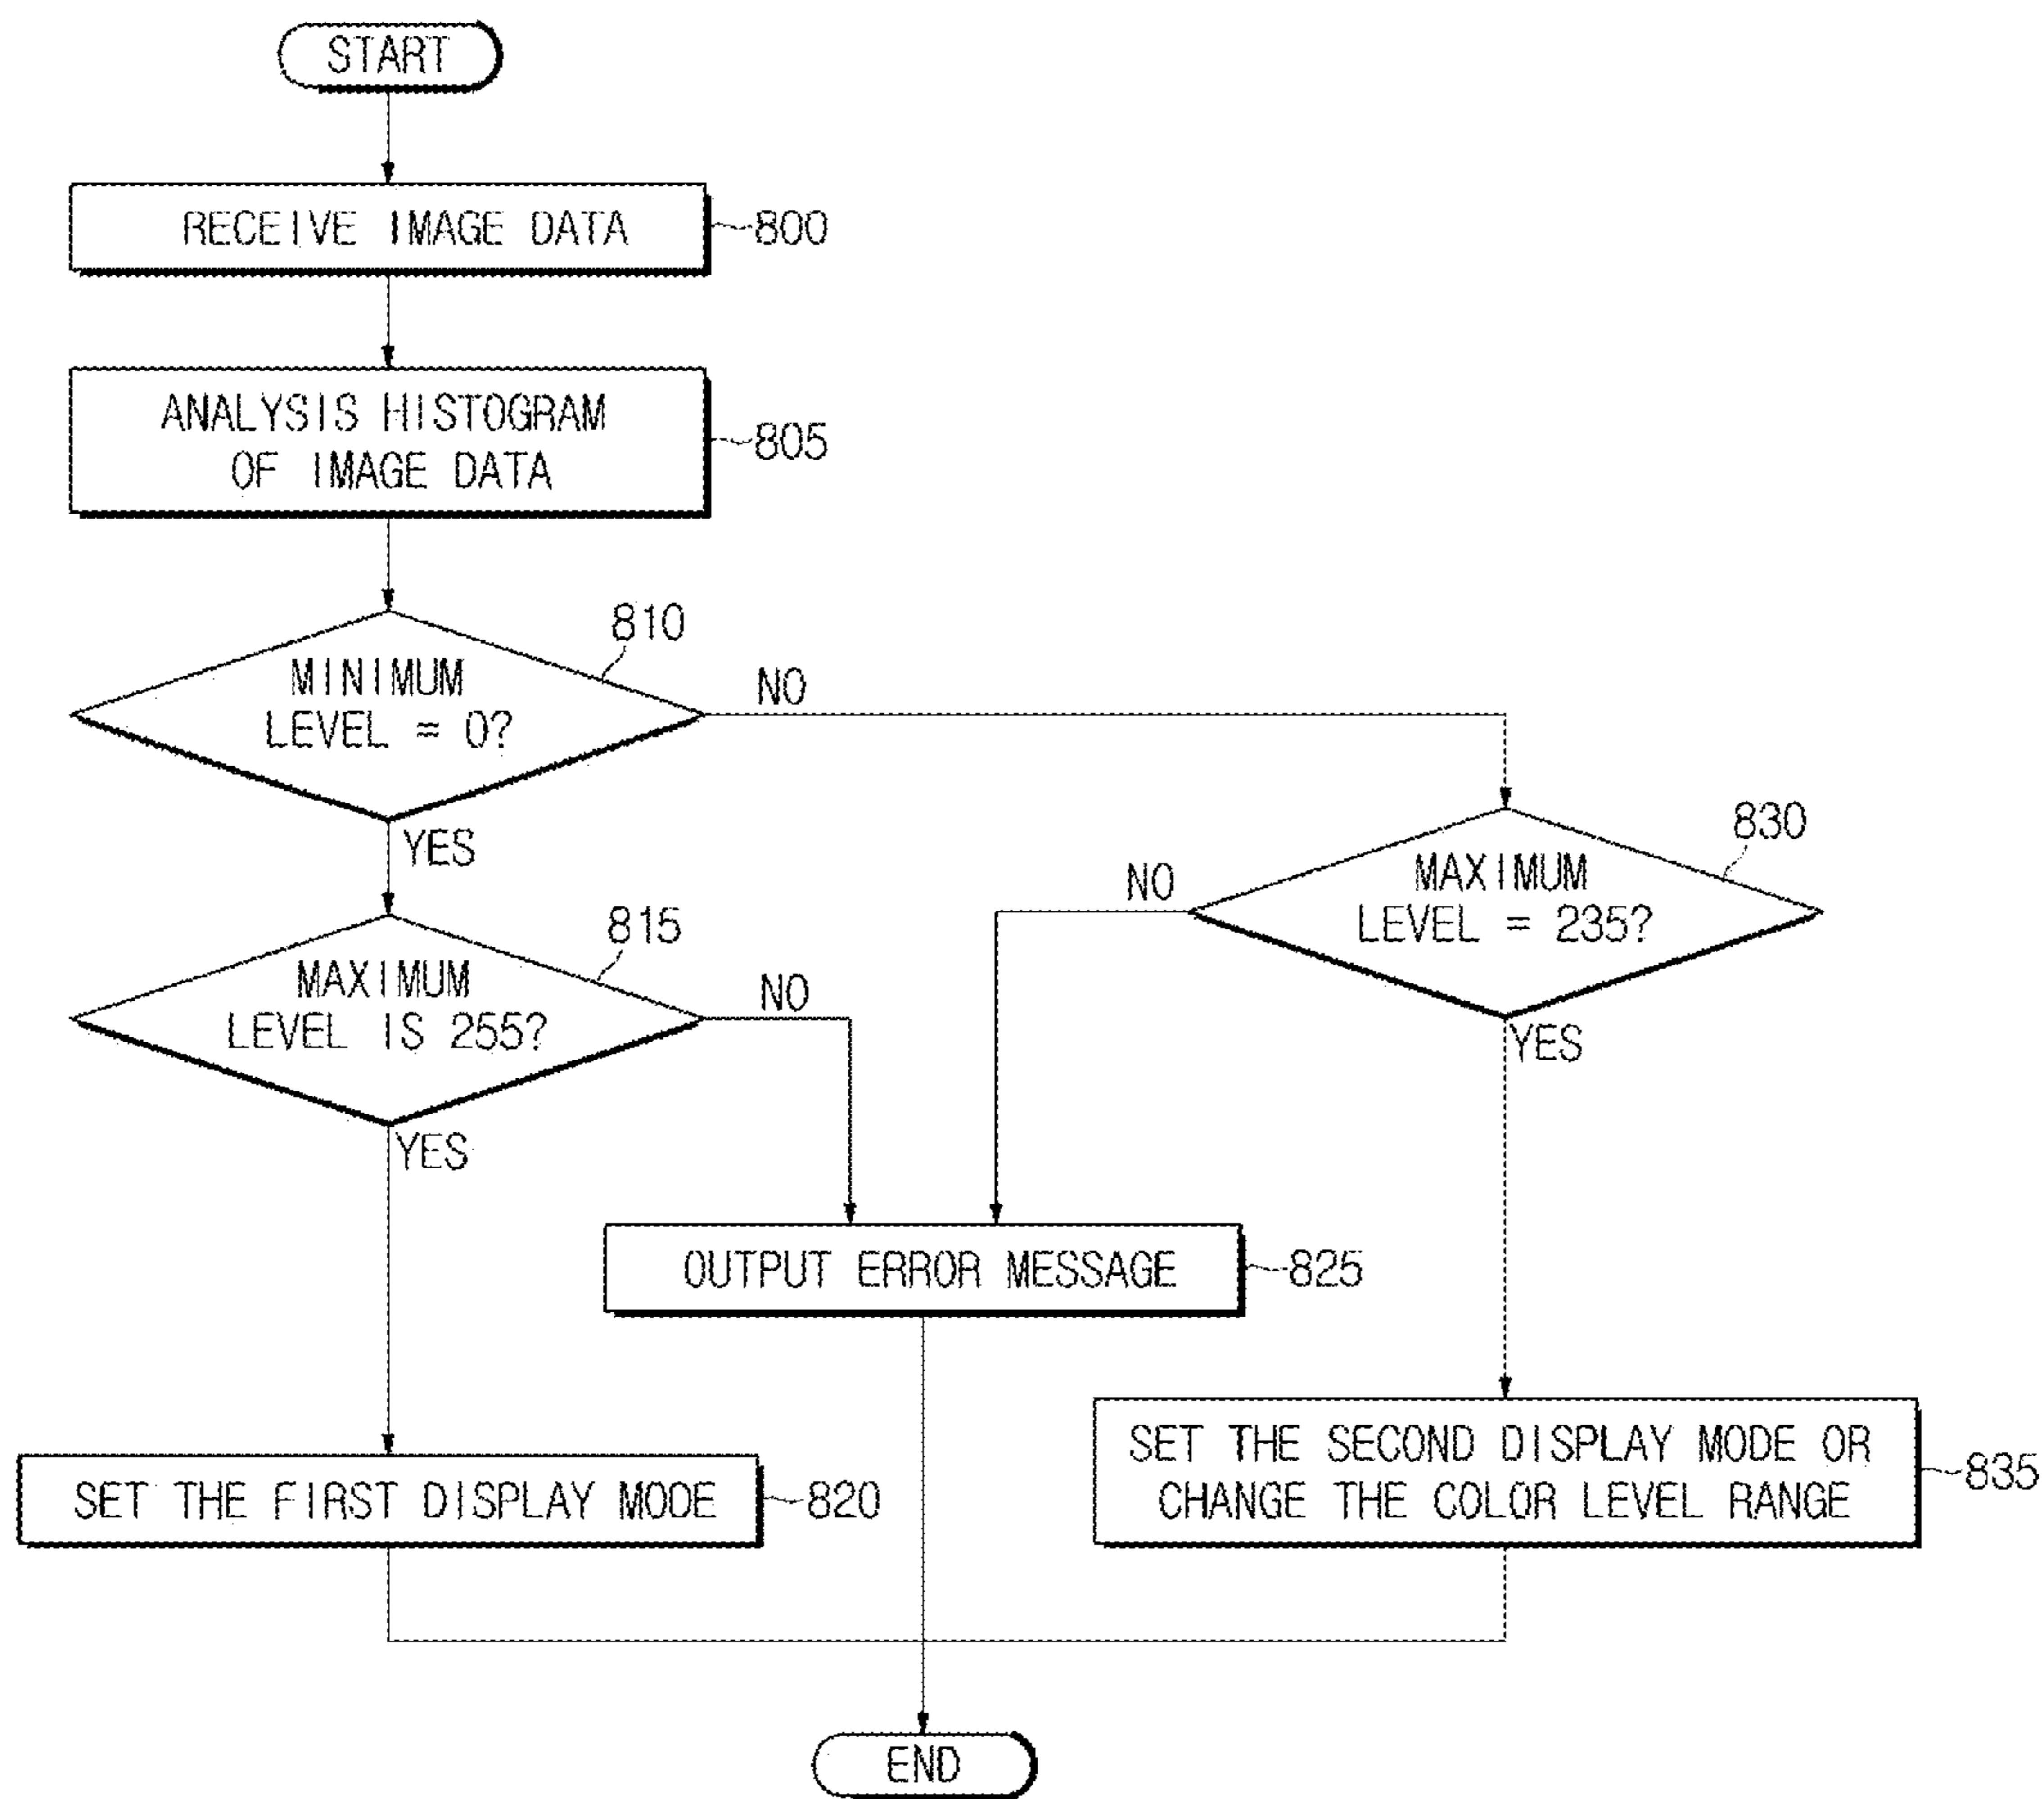 START
RECEIVE IMAGE DATA
800
ANALYSIS HISTOGRAM
OF IMAGE DATA
805
810
MINIMUM
LEVEL = 0?
NO
YES
830
MAXIMUM
LEVEL = 235?
NO
YES
815
MAXIMUM
LEVEL IS 255?
NO
YES
OUTPUT ERROR MESSAGE
825
SET THE FIRST DISPLAY MODE
820
SET THE SECOND DISPLAY MODE OR
CHANGE THE COLOR LEVEL RANGE
835
END